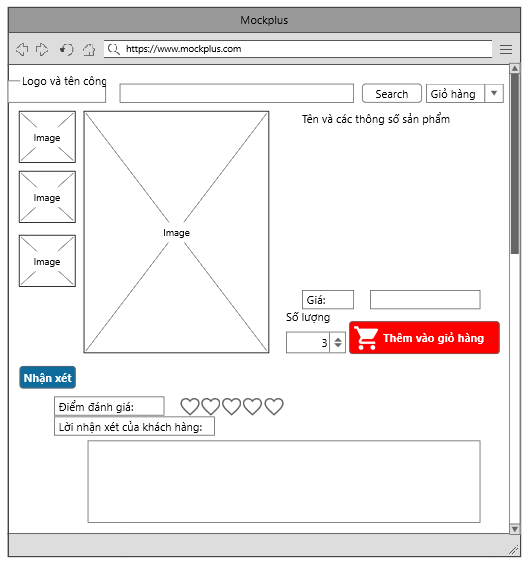 Mockplus
https://www.mockplus.com
Logo và tên công
Search
Giỏ hàng
Image
Image
Image
Image
Tên và các thông số sản phẩm
Giá:
Số lượng
3
Thêm vào giỏ hàng
Nhận xét
Điểm đánh giá:
Lời nhận xét của khách hàng: